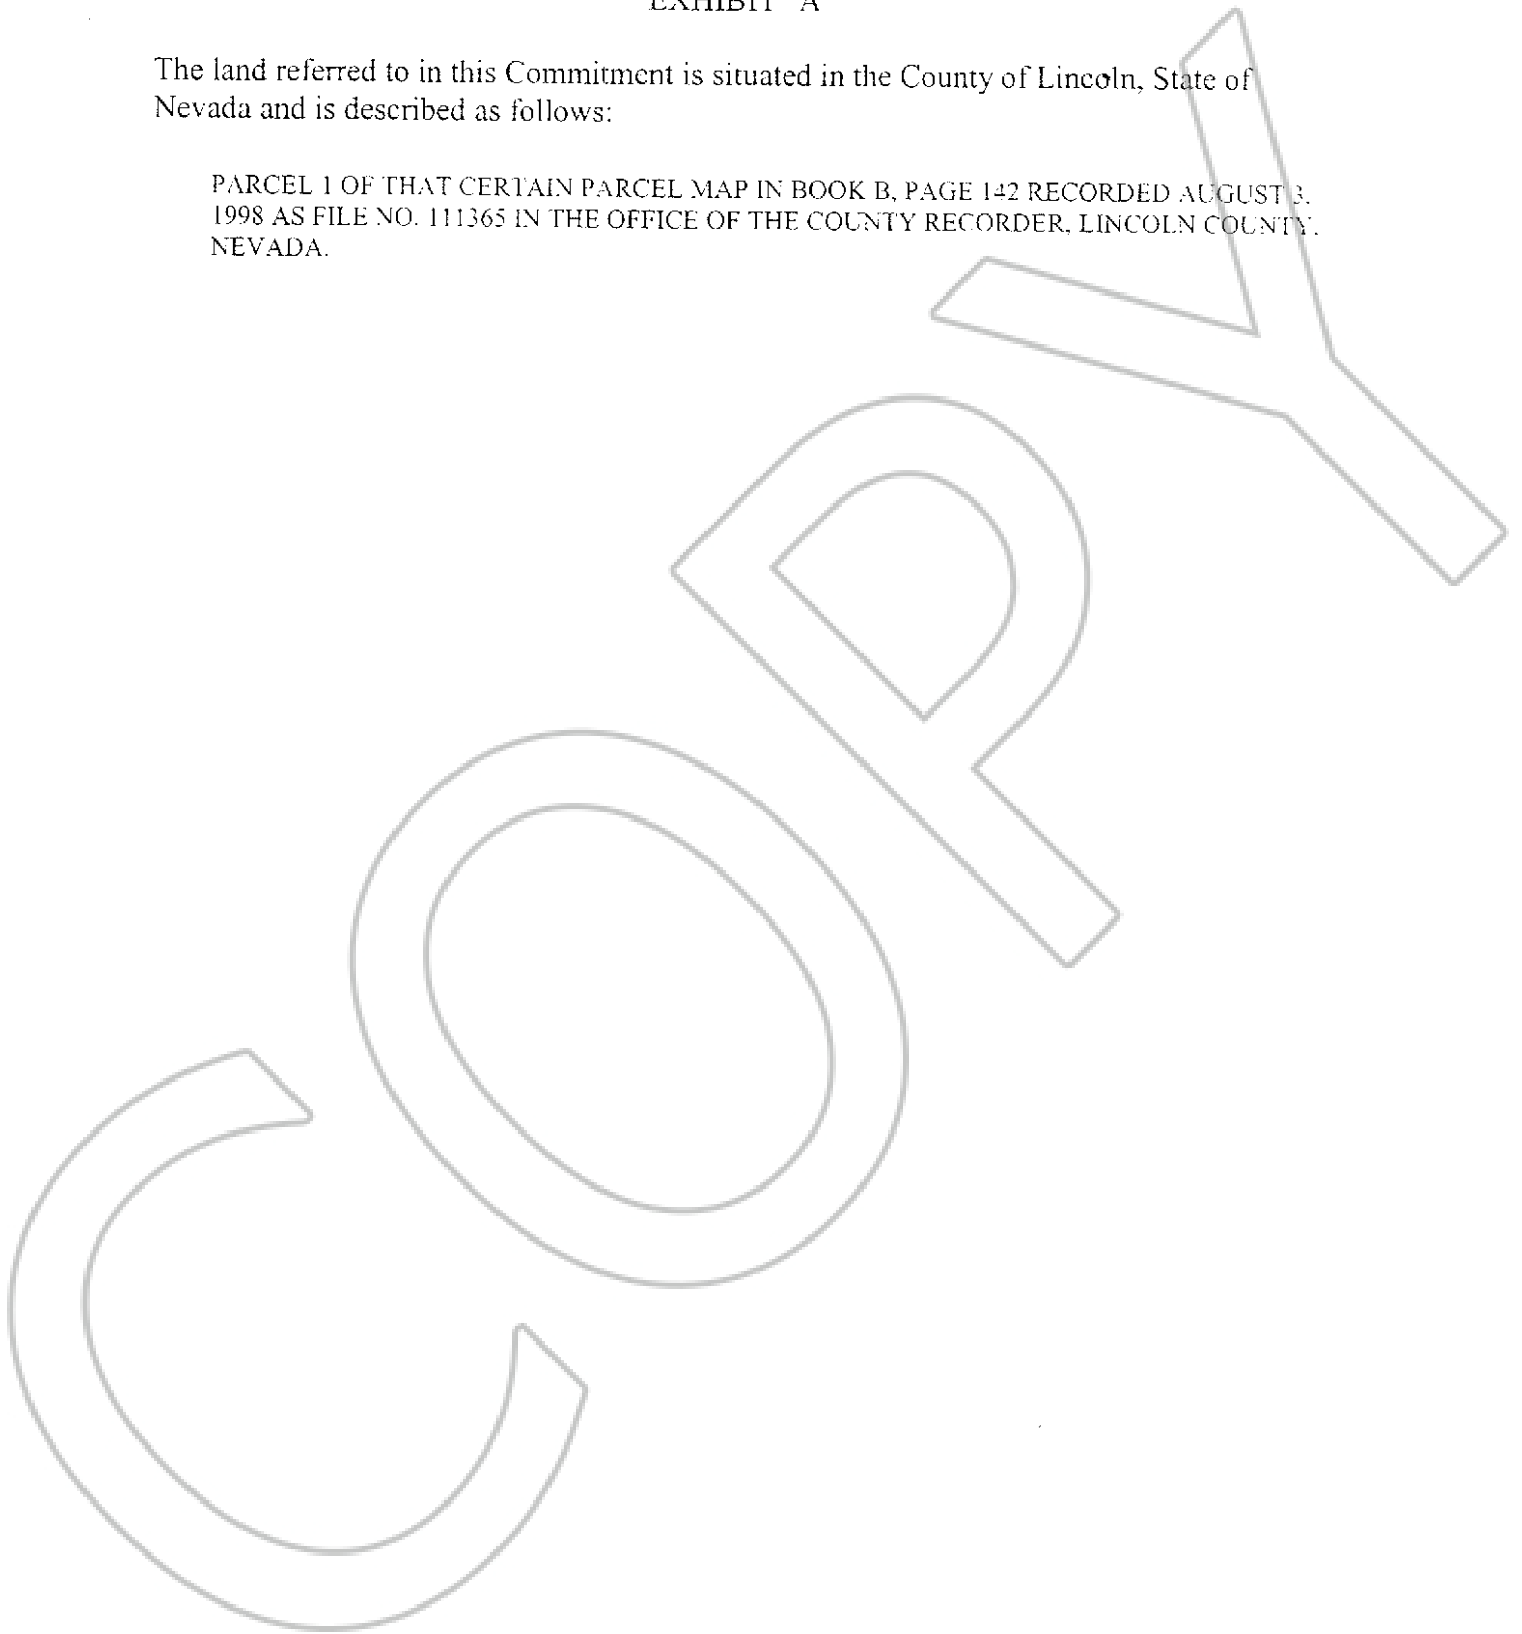 EXHIBIT "A"
The land referred to in this Commitment is situated in the County of Lincoln, State of
Nevada and is described as follows:
PARCEL 1 OF THAT CERTAIN PARCEL MAP IN BOOK B, PAGE 142 RECORDED AUGUST 3,
1998 AS FILE NO. 111365 IN THE OFFICE OF THE COUNTY RECORDER, LINCOLN COUNTY,
NEVADA.
COPY